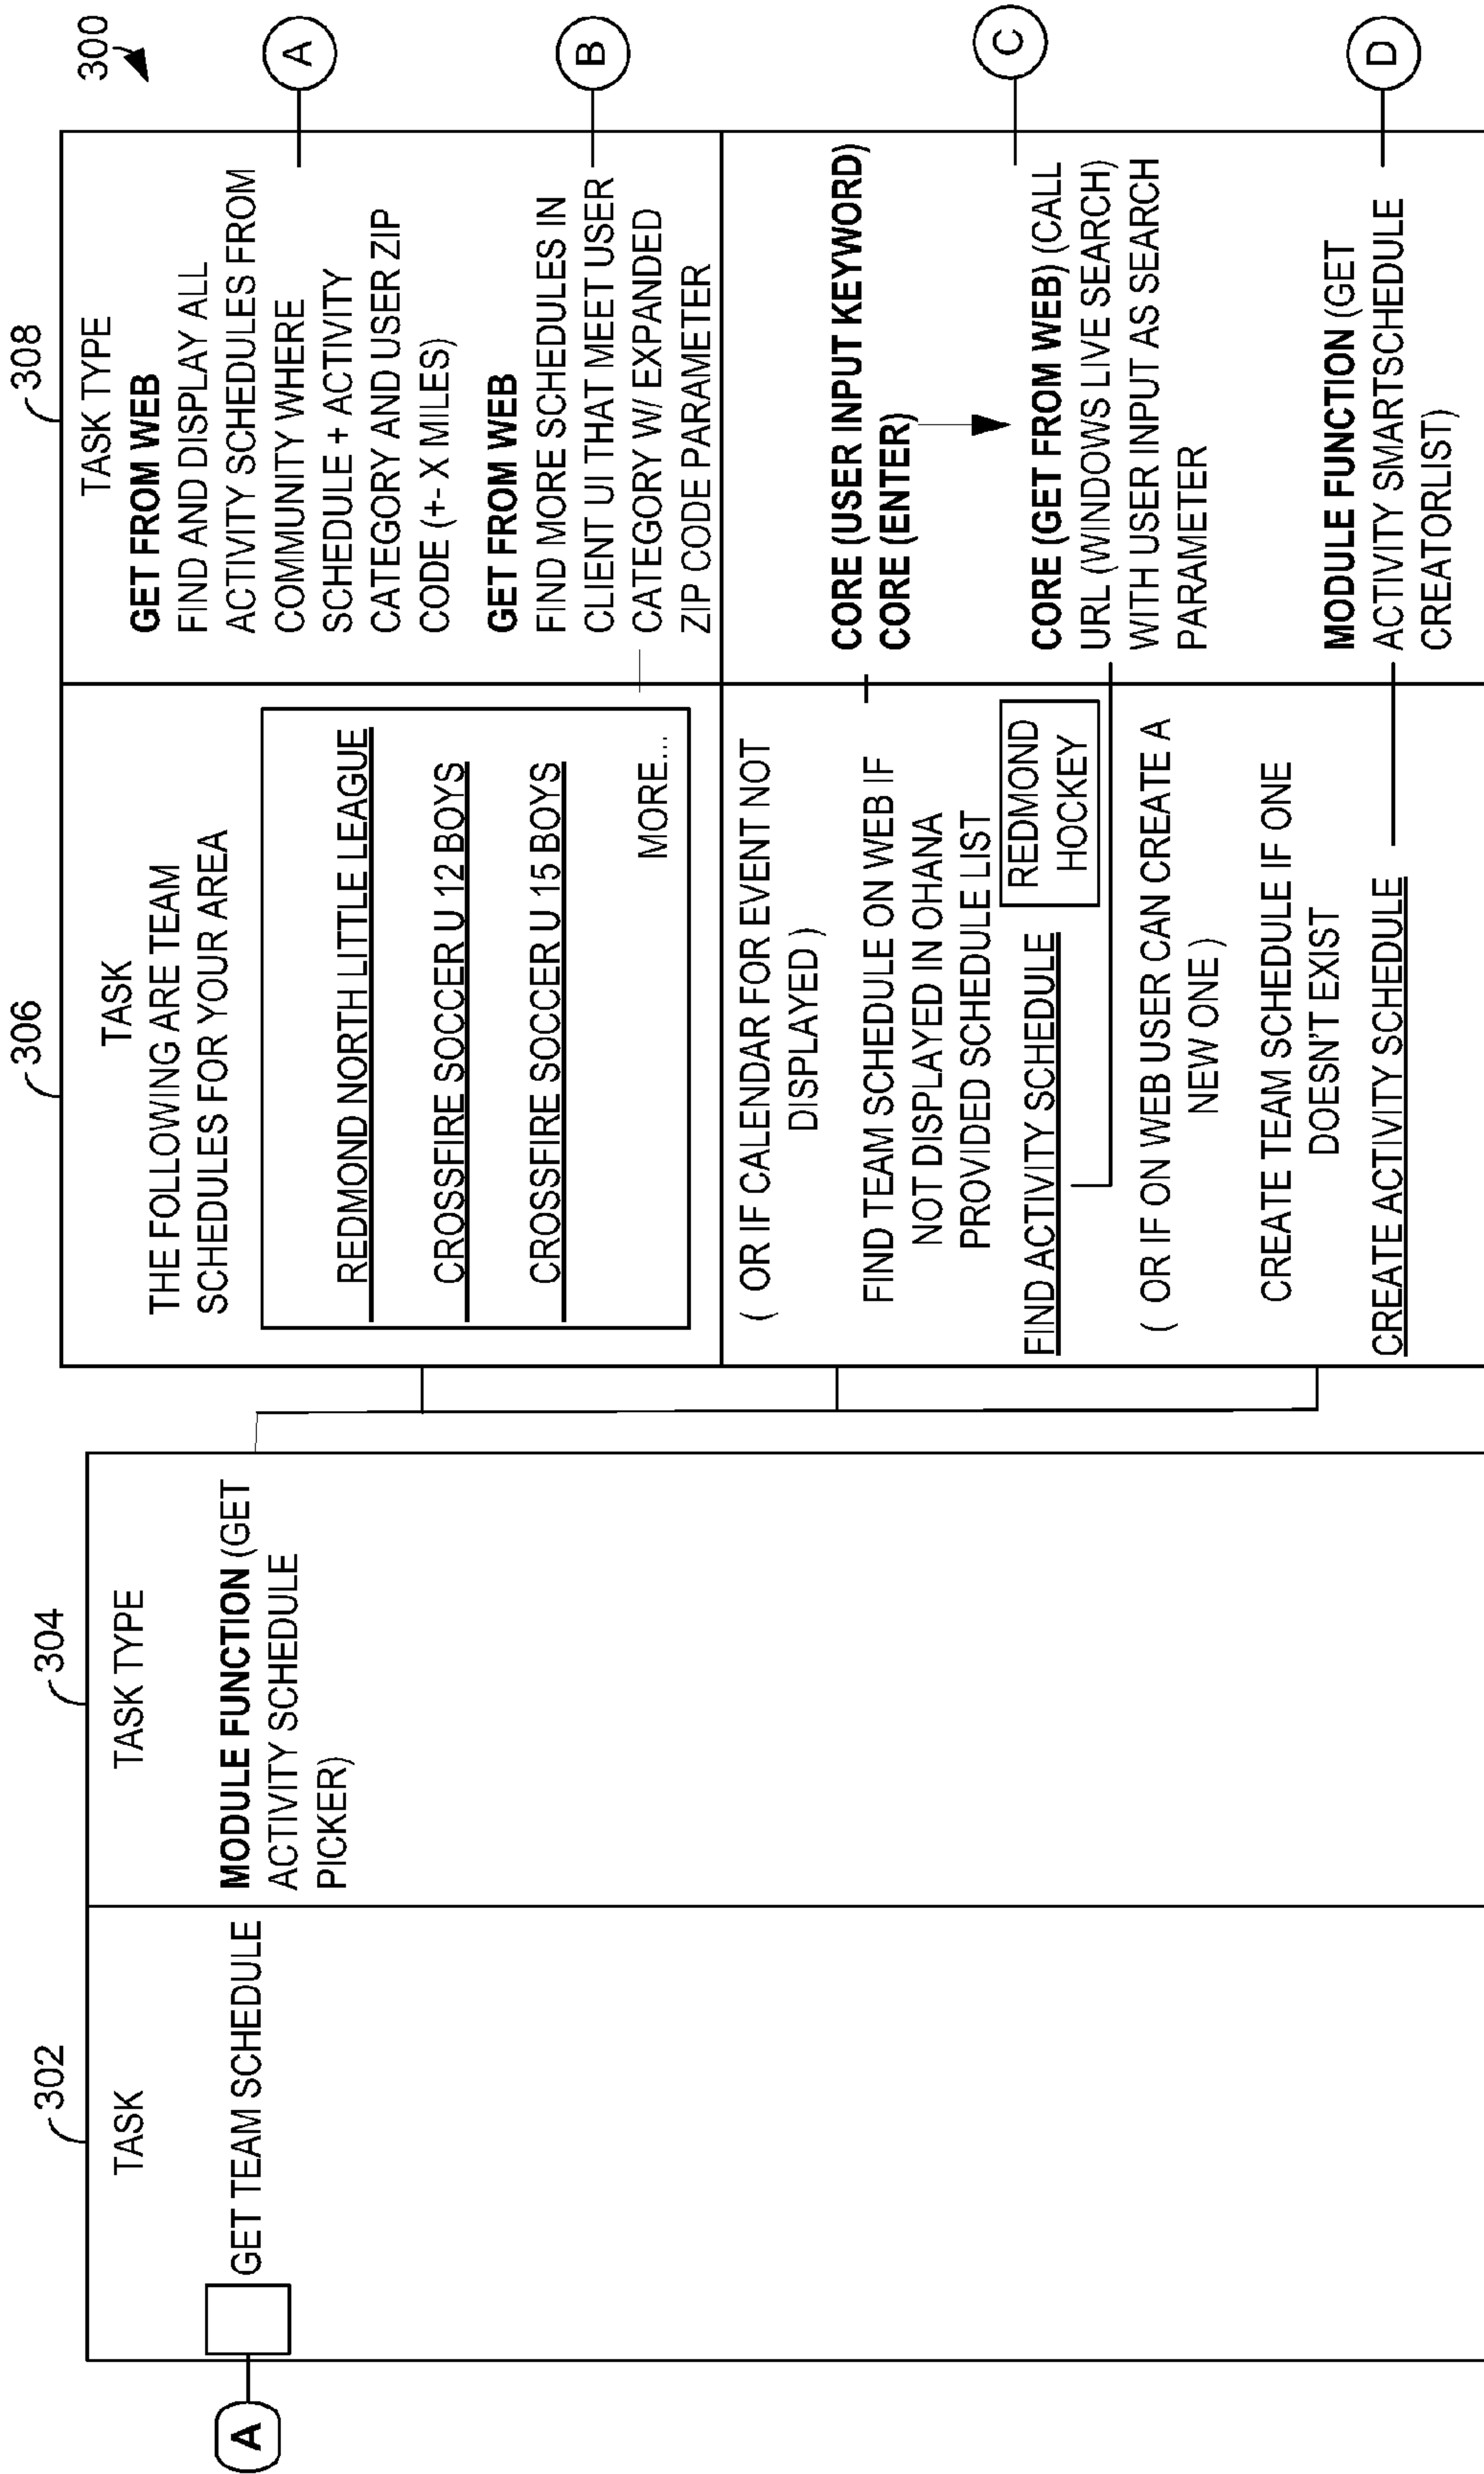 300
302
TASK
A
GET TEAM SCHEDULE
304
TASK TYPE
MODULE FUNCTION (GET
ACTIVITY SCHEDULE
PICKER)
306
TASK
THE FOLLOWING ARE TEAM
SCHEDULES FOR YOUR AREA
REDMOND NORTH LITTLE LEAGUE
CROSSFIRE SOCCER U 12 BOYS
CROSSFIRE SOCCER U 15 BOYS
MORE...
( OR IF CALENDAR FOR EVENT NOT
DISPLAYED )
FIND TEAM SCHEDULE ON WEB IF
NOT DISPLAYED IN OHANA
PROVIDED SCHEDULE LIST
FIND ACTIVITY SCHEDULE
REDMOND
HOCKEY
( OR IF ON WEB USER CAN CREATE A
NEW ONE )
CREATE TEAM SCHEDULE IF ONE
DOESN'T EXIST
CREATE ACTIVITY SCHEDULE
308
TASK TYPE
GET FROM WEB
FIND AND DISPLAY ALL
ACTIVITY SCHEDULES FROM
COMMUNITY WHERE
SCHEDULE + ACTIVITY
CATEGORY AND USER ZIP
CODE (+- X MILES)
GET FROM WEB
FIND MORE SCHEDULES IN
CLIENT UI THAT MEET USER
CATEGORY W/ EXPANDED
ZIP CODE PARAMETER
CORE (USER INPUT KEYWORD)
CORE (ENTER)
CORE (GET FROM WEB) (CALL
URL (WINDOWS LIVE SEARCH)
WITH USER INPUT AS SEARCH
PARAMETER
MODULE FUNCTION (GET
ACTIVITY SMARTSCHEDULE
CREATORLIST)
A
B
C
D